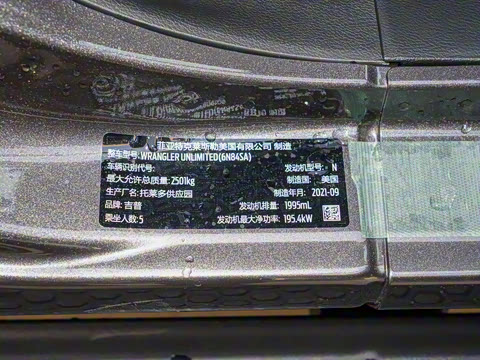 菲亚特克莱斯勒美国有限公司 制造
整车型号: WRANGLER UNLIMITED(6N84SA)
车辆识别代号: 发动机型号: N
最大允许总质量: 2501kg 制造国: 美国
生产厂名: 托莱多供应园 制造年月: 2021-09
品牌: 吉普 发动机排量: 1995mL
乘坐人数: 5 发动机最大净功率: 195.4kW